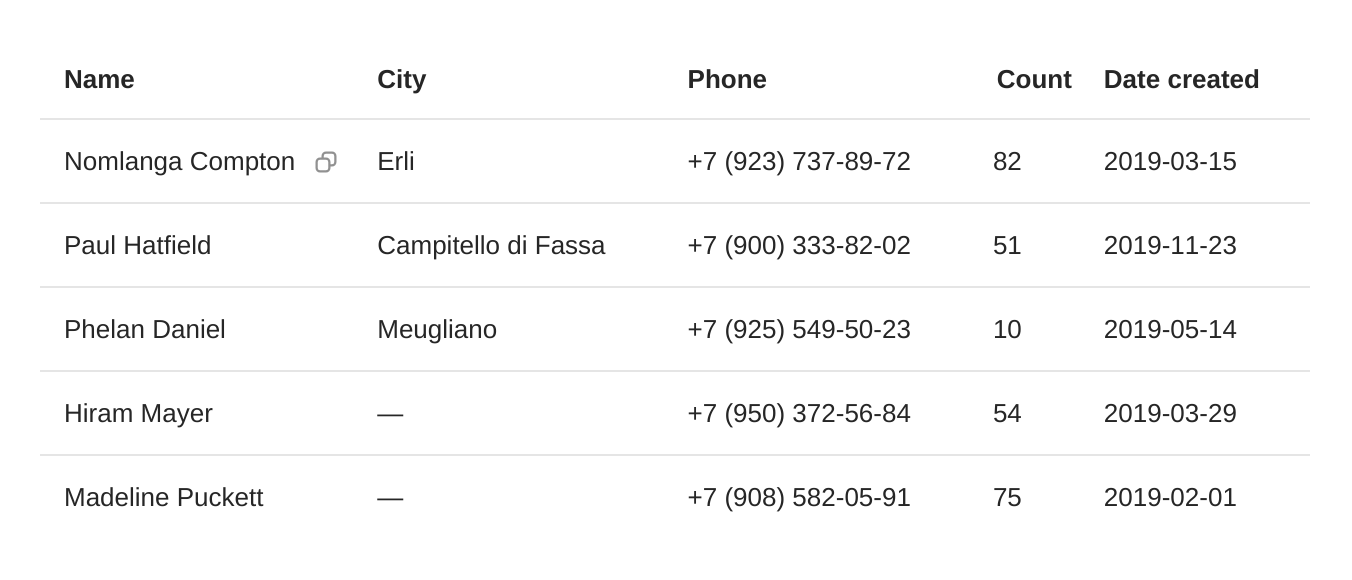 Name City Phone Count Date created
Nomlanga Compton Erli +7 (923) 737-89-72 82 2019-03-15
Paul Hatfield Campitello di Fassa +7 (900) 333-82-02 51 2019-11-23
Phelan Daniel Meugliano +7 (925) 549-50-23 10 2019-05-14
Hiram Mayer — +7 (950) 372-56-84 54 2019-03-29
Madeline Puckett — +7 (908) 582-05-91 75 2019-02-01